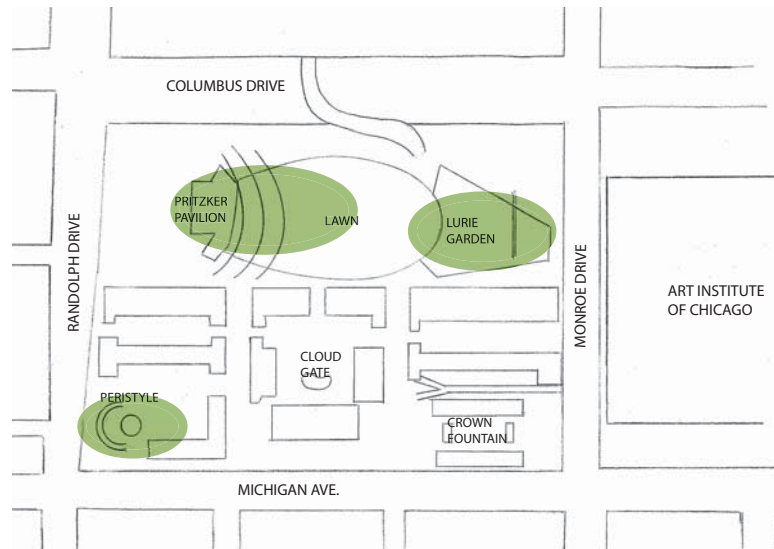 COLUMBUS DRIVE
PRITZKER
PAVILION
LAWN
LURIE
GARDEN
RANDOLPH DRIVE
MONROE DRIVE
ART INSTITUTE
OF CHICAGO
CLOUD
GATE
PERISTYLE
CROWN
FOUNTAIN
MICHIGAN AVE.